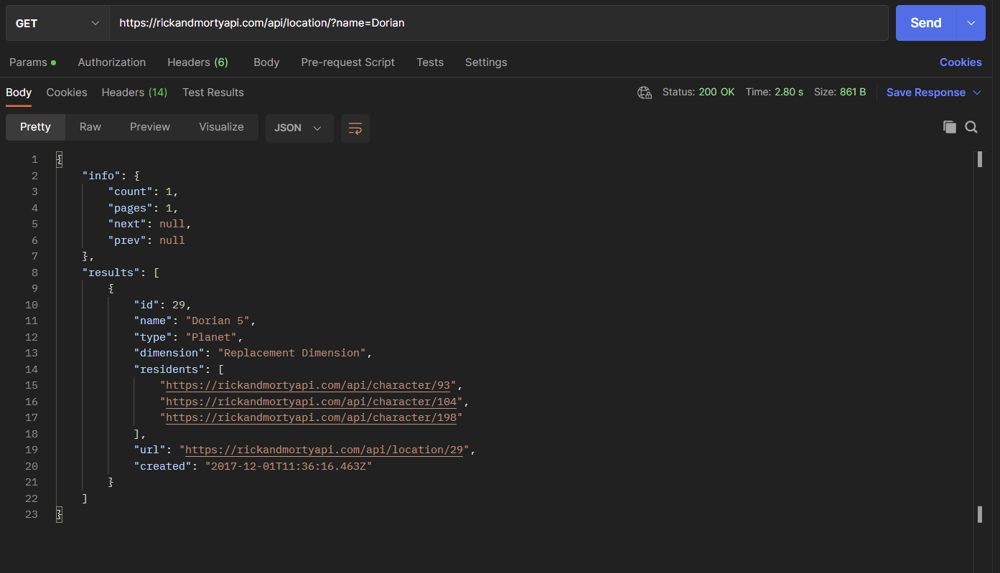 GET https://rickandmortyapi.com/api/location/?name=Dorian Send
Params Authorization Headers (6) Body Pre-request Script Tests Settings Cookies
Body Cookies Headers (14) Test Results Status: 200 OK Time: 2.80 s Size: 861 B Save Response
Pretty Raw Preview Visualize JSON
1 {
2 "info": {
3 "count": 1,
4 "pages": 1,
5 "next": null,
6 "prev": null
7 },
8 "results": [
9 {
10 "id": 29,
11 "name": "Dorian 5",
12 "type": "Planet",
13 "dimension": "Replacement Dimension",
14 "residents": [
15 "https://rickandmortyapi.com/api/character/93",
16 "https://rickandmortyapi.com/api/character/104",
17 "https://rickandmortyapi.com/api/character/198"
18 ],
19 "url": "https://rickandmortyapi.com/api/location/29",
20 "created": "2017-12-01T11:36:16.463Z"
21 }
22 ]
23 }